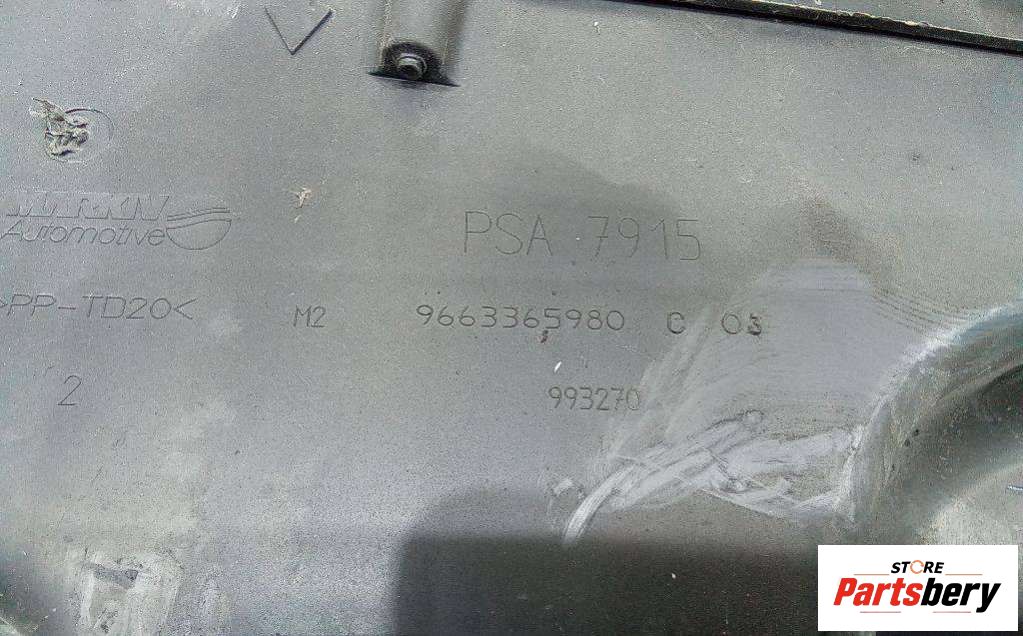 Automotive
PSA 7915
>PP-TD20<
M2 9663365980 C 03
2
993270
STORE
Partsbery